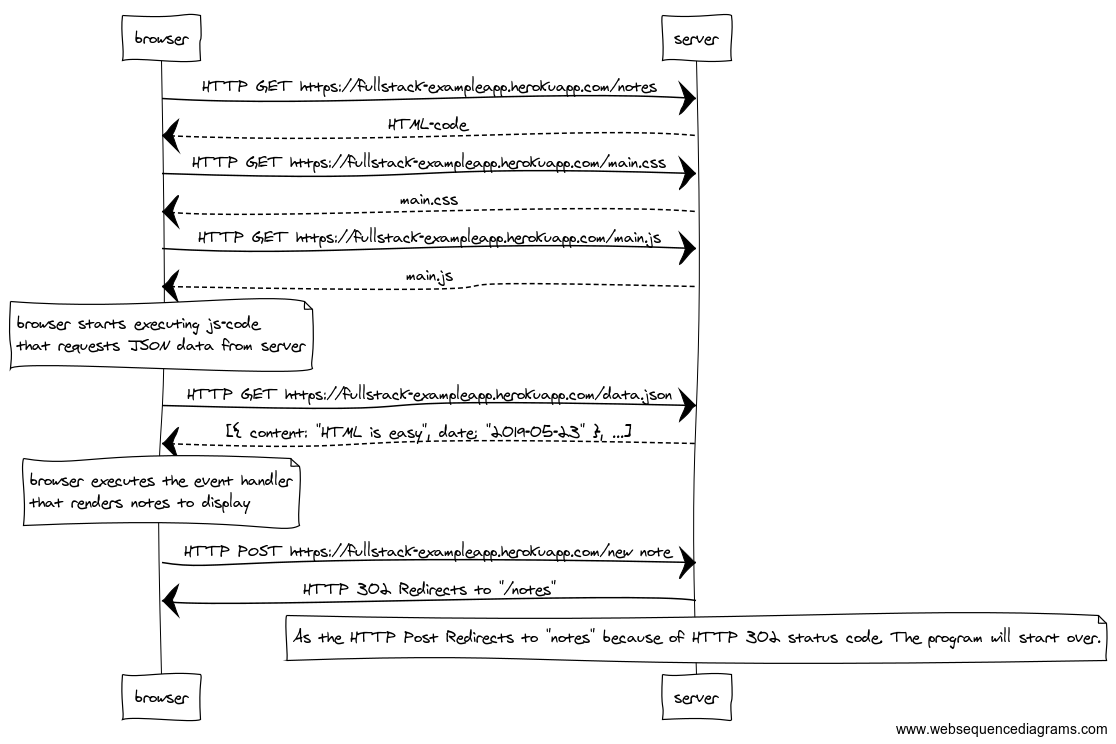 browser
server
HTTP GET https://fullstack-exampleapp.herokuapp.com/notes
HTML-code
HTTP GET https://fullstack-exampleapp.herokuapp.com/main.css
main.css
HTTP GET https://fullstack-exampleapp.herokuapp.com/main.js
main.js
browser starts executing js-code
that requests JSON data from server
HTTP GET https://fullstack-exampleapp.herokuapp.com/data.json
[{ content: "HTML is easy", date: "2019-05-23" }, ...]
browser executes the event handler
that renders notes to display
HTTP POST https://fullstack-exampleapp.herokuapp.com/new note
HTTP 302 Redirects to "/notes"
As the HTTP Post Redirects to "notes" because of HTTP 302 status code. The program will start over.
browser
server
www.websequencediagrams.com